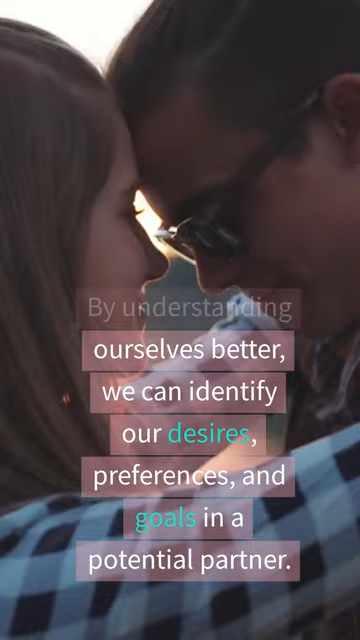 By understanding
ourselves better,
we can identify
our desires,
preferences, and
goals in a
potential partner.